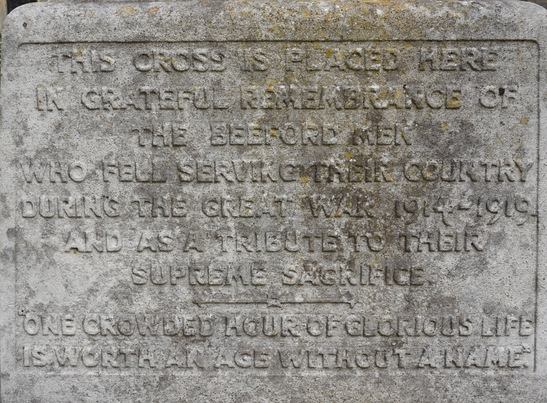 THIS CROSS IS PLACED HERE
IN GRATEFUL REMEMBRANCE OF
THE BEEFORD MEN
WHO FELL SERVING THEIR COUNTRY
DURING THE GREAT WAR 1914-1919.
AND AS A TRIBUTE TO THEIR
SUPREME SACRIFICE.
"ONE CROWDED HOUR OF GLORIOUS LIFE
IS WORTH AN AGE WITHOUT A NAME."